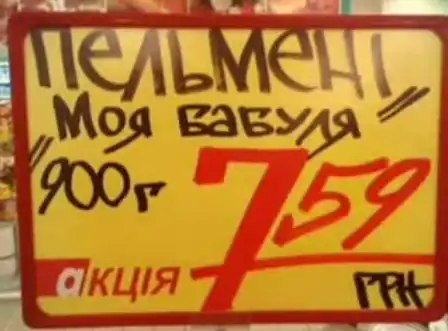 ПЕЛЬМЕНІ
"МОЯ БАБУЛЯ"
900г
7 59
акція
ГРН